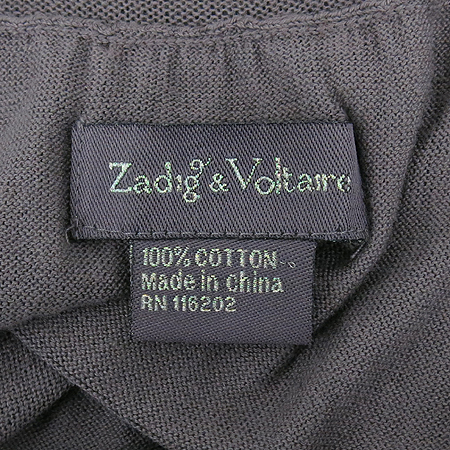 Zadig & Voltaire
100% COTTON
Made in China
RN 116202